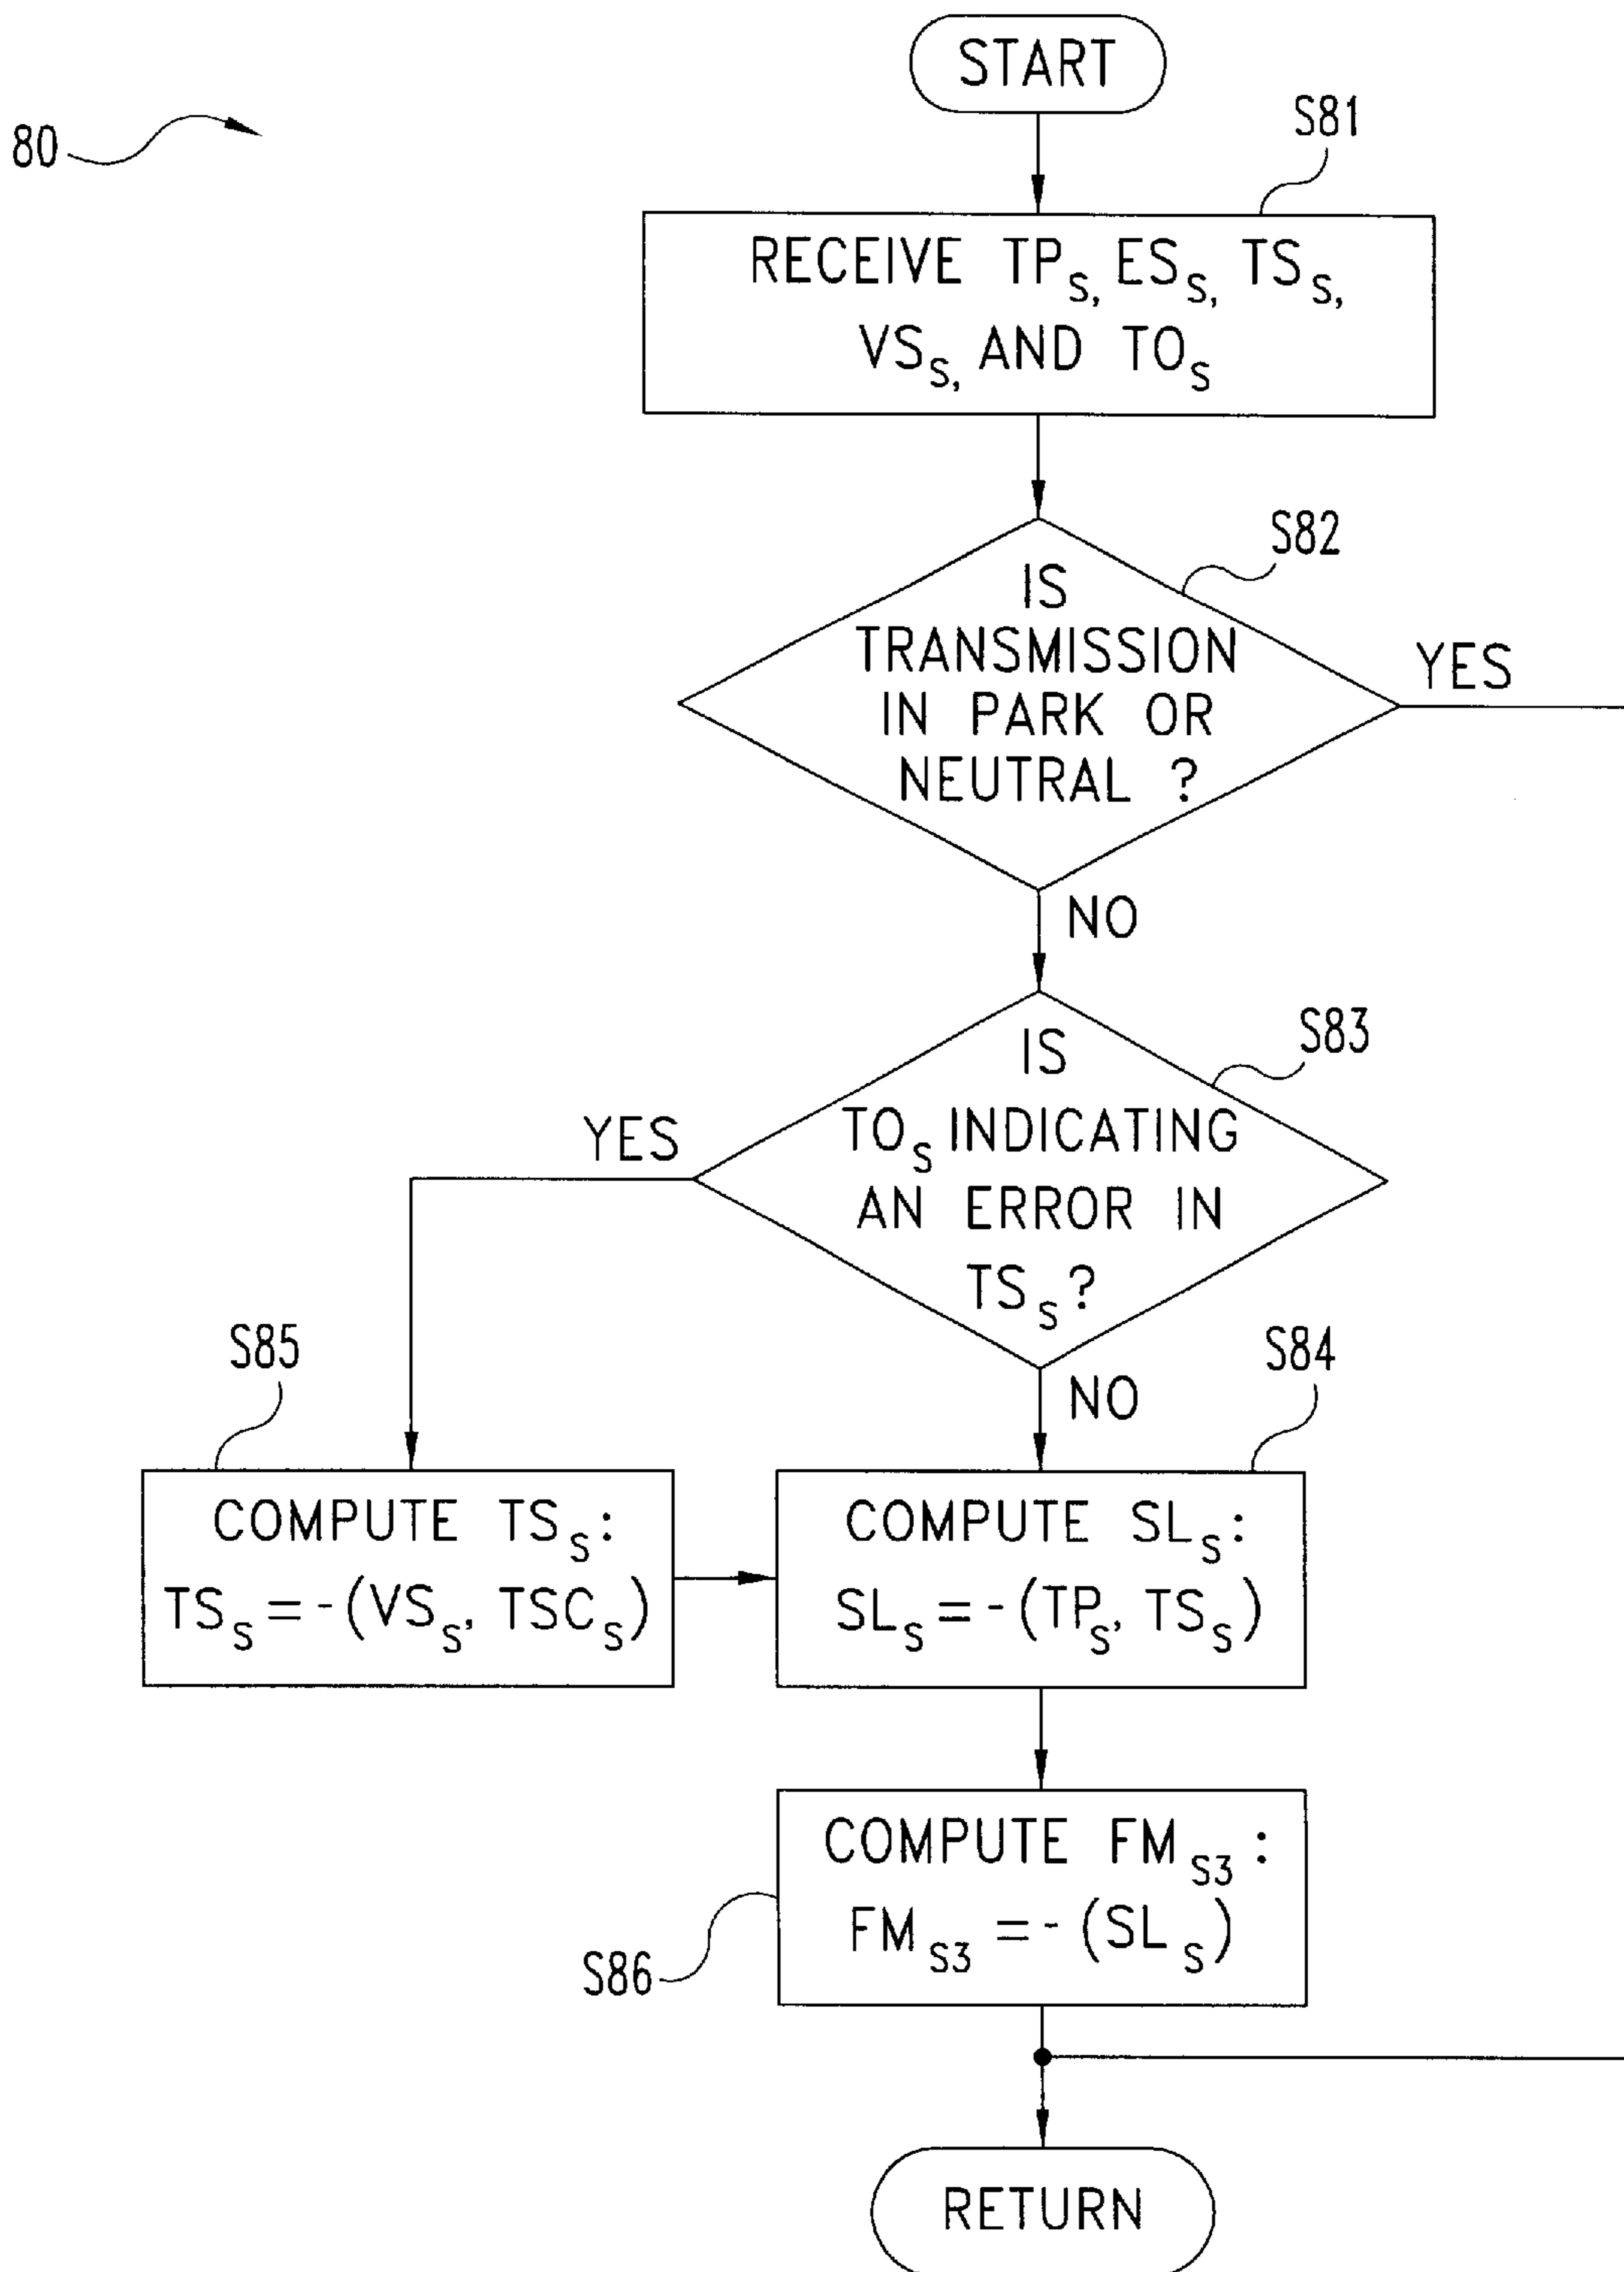 START
80
S81
RECEIVE TPS, ESS, TSS,
VSS, AND TOS
S82
IS
TRANSMISSION
IN PARK OR
NEUTRAL ?
YES
NO
S83
IS
TOS INDICATING
AN ERROR IN
TSS?
YES
NO
S85
COMPUTE TSS:
TSS = -(VSS, TSCS)
S84
COMPUTE SLS:
SLS = -(TPS, TSS)
COMPUTE FMS3 :
FMS3 = - (SLS)
S86
RETURN